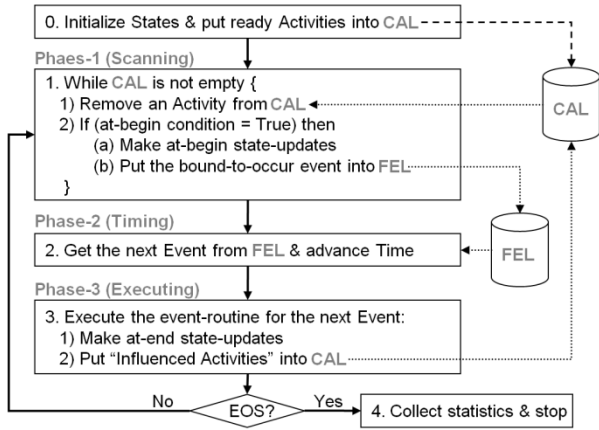 0. Initialize States & put ready Activities into CAL
Phaes-1 (Scanning)
1. While CAL is not empty {
1) Remove an Activity from CAL
2) If (at-begin condition = True) then
(a) Make at-begin state-updates
(b) Put the bound-to-occur event into FEL
}
CAL
Phase-2 (Timing)
2. Get the next Event from FEL & advance Time
FEL
Phase-3 (Executing)
3. Execute the event-routine for the next Event:
1) Make at-end state-updates
2) Put “Influenced Activities” into CAL
No
EOS?
Yes
4. Collect statistics & stop